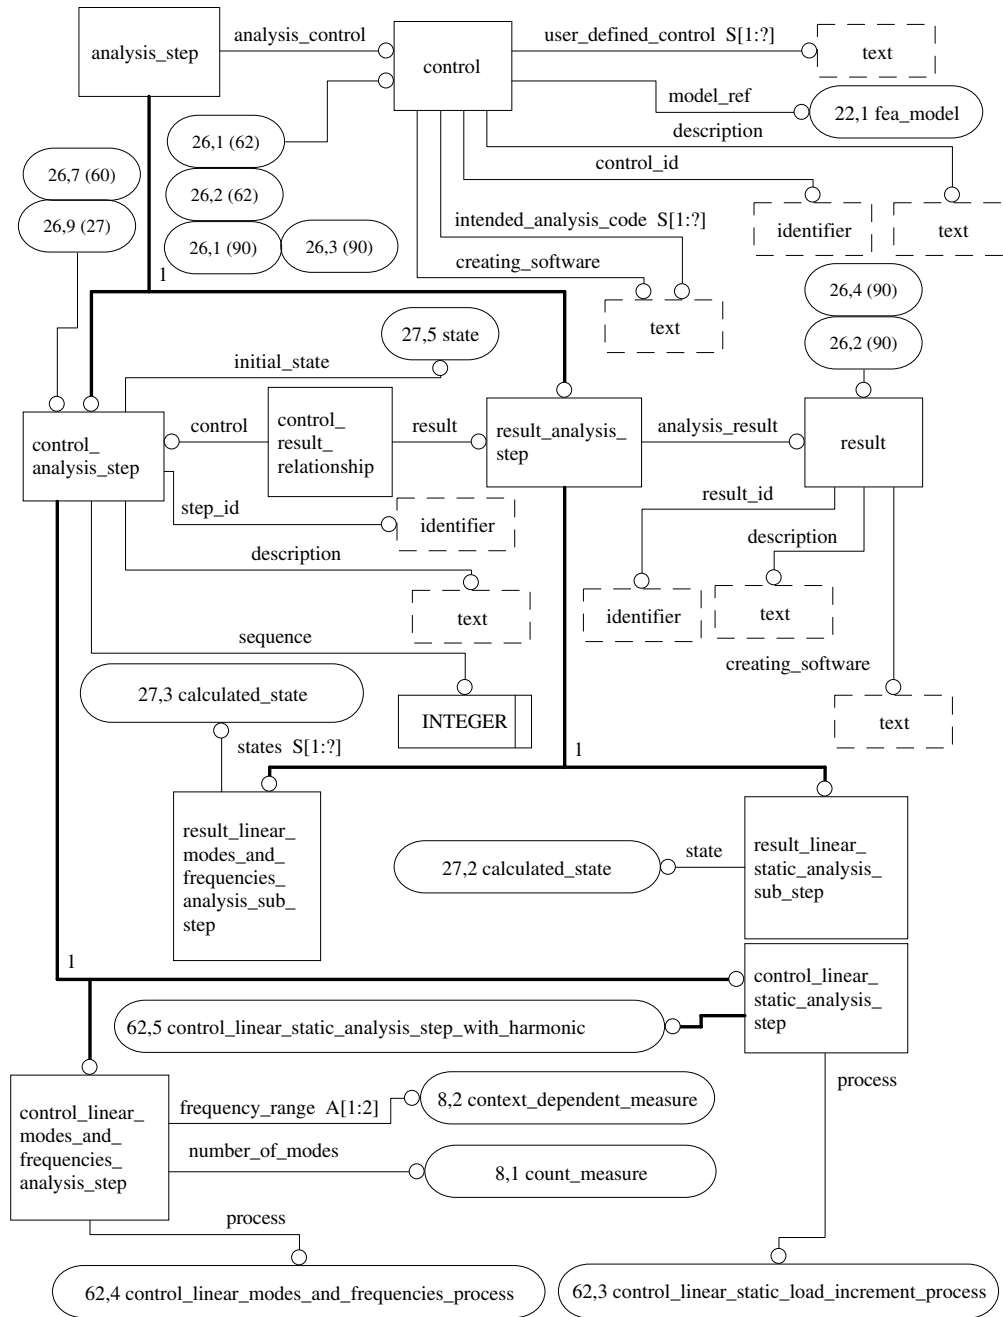 analysis_step
analysis_control
control
user_defined_control S[1:?]
text
model_ref
22,1 fea_model
description
control_id
identifier
text
26,1 (62)
26,2 (62)
26,1 (90)
26,3 (90)
26,7 (60)
26,9 (27)
intended_analysis_code S[1:?]
creating_software
text
1
26,4 (90)
26,2 (90)
27,5 state
initial_state
control_
analysis_step
control
control_
result_
relationship
result
result_analysis_
step
analysis_result
result
step_id
identifier
result_id
description
description
text
identifier
text
sequence
creating_software
27,3 calculated_state
INTEGER
text
states S[1:?]
1
result_linear_
modes_and_
frequencies_
analysis_sub_
step
27,2 calculated_state
state
result_linear_
static_analysis_
sub_step
1
control_linear_
static_analysis_
step
62,5 control_linear_static_analysis_step_with_harmonic
process
control_linear_
modes_and_
frequencies_
analysis_step
frequency_range A[1:2]
8,2 context_dependent_measure
number_of_modes
8,1 count_measure
process
62,4 control_linear_modes_and_frequencies_process
62,3 control_linear_static_load_increment_process